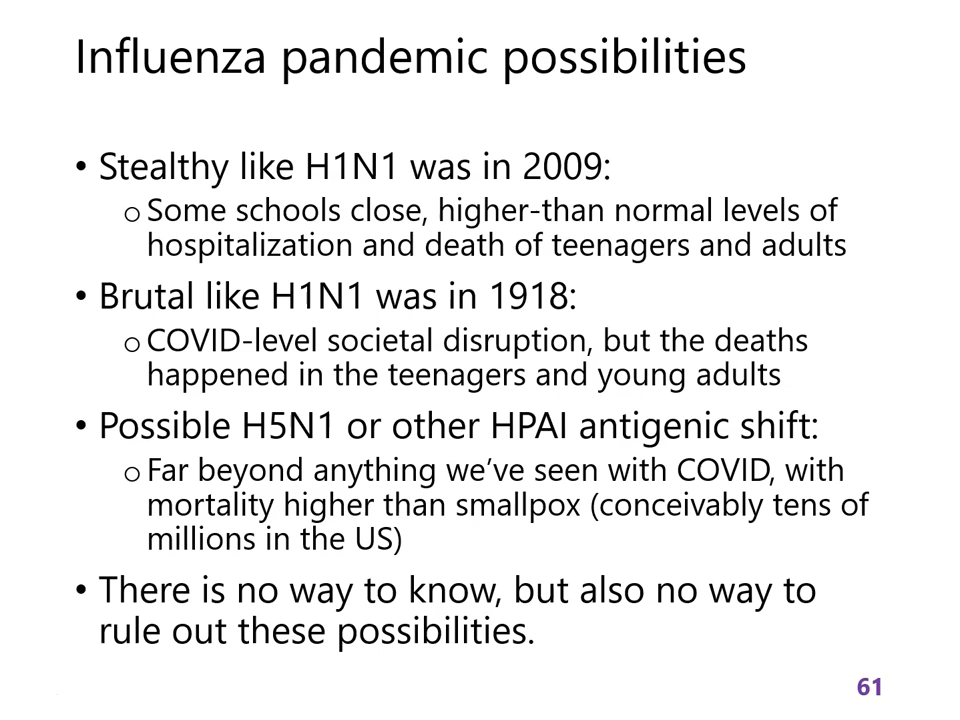 Influenza pandemic possibilities
• Stealthy like H1N1 was in 2009:
o Some schools close, higher-than normal levels of
hospitalization and death of teenagers and adults
• Brutal like H1N1 was in 1918:
o COVID-level societal disruption, but the deaths
happened in the teenagers and young adults
• Possible H5N1 or other HPAI antigenic shift:
o Far beyond anything we’ve seen with COVID, with
mortality higher than smallpox (conceivably tens of
millions in the US)
• There is no way to know, but also no way to
rule out these possibilities.
61